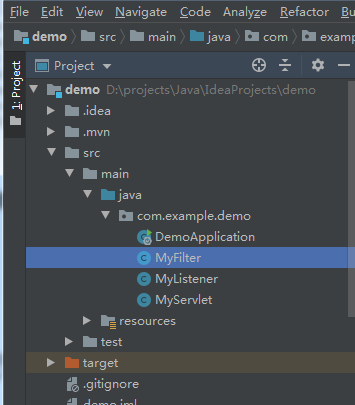 File Edit View Navigate Code Analyze Refactor
demo src main java com
1: Project
Project
demo D:\projects\Java\IdeaProjects\demo
.idea
.mvn
src
main
java
com.example.demo
DemoApplication
MyFilter
MyListener
MyServlet
resources
test
target
.gitignore
demo.iml